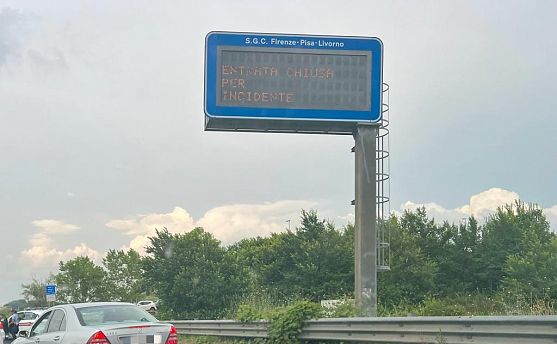 S.G.C. Firenze-Pisa-Livorno
ENTRATA CHIUSA
PER
INCIDENTE